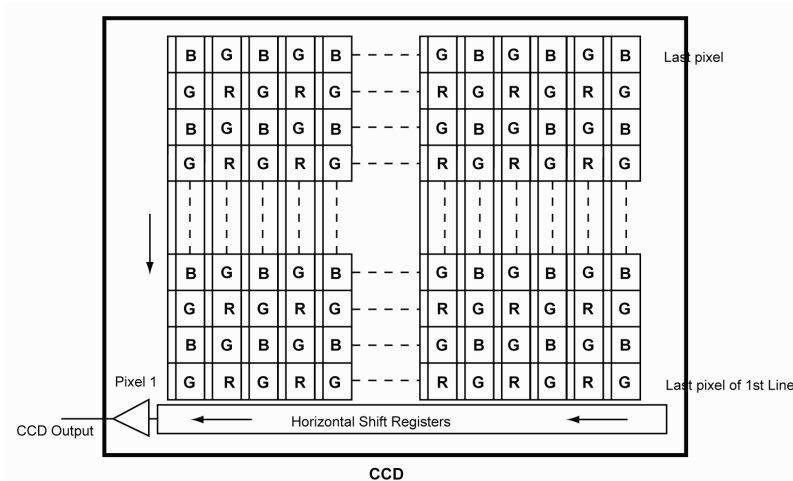 B G B G B G B G B G B Last pixel
G R G R G R G R G R G
B G B G B G B G B G B
G R G R G R G R G R G
B G B G B G B G B G B
G R G R G R G R G R G
B G B G B G B G B G B
Pixel 1 G R G R G R G R G R G Last pixel of 1st Line
Horizontal Shift Registers
CCD Output
CCD